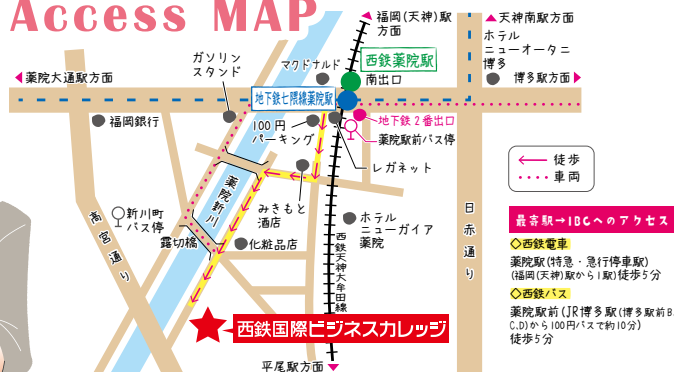 Access MAP
福岡(天神)駅
方面
天神南駅方面
ホテル
ニューオータニ
博多
博多駅方面
西鉄薬院駅
南出口
マクドナルド
ガソリン
スタンド
薬院大通駅方面
地下鉄七隈線薬院駅
福岡銀行
100円
パーキング
地下鉄2番出口
薬院駅前バス停
レガネット
徒歩
車両
薬院新川
みきもと
酒店
新川町
バス停
高宮通り
霧切橋
化粧品店
ホテル
ニューガイア
薬院
西鉄天神大牟田線
日赤通り
西鉄国際ビジネスカレッジ
平尾駅方面
最寄駅→IBCへのアクセス
◇西鉄電車
薬院駅(特急・急行停車駅)
(福岡(天神)駅から1駅)徒歩5分
◇西鉄バス
薬院駅前(JR博多駅(博多駅前B.
C.D)から100円バスで約10分)
徒歩5分